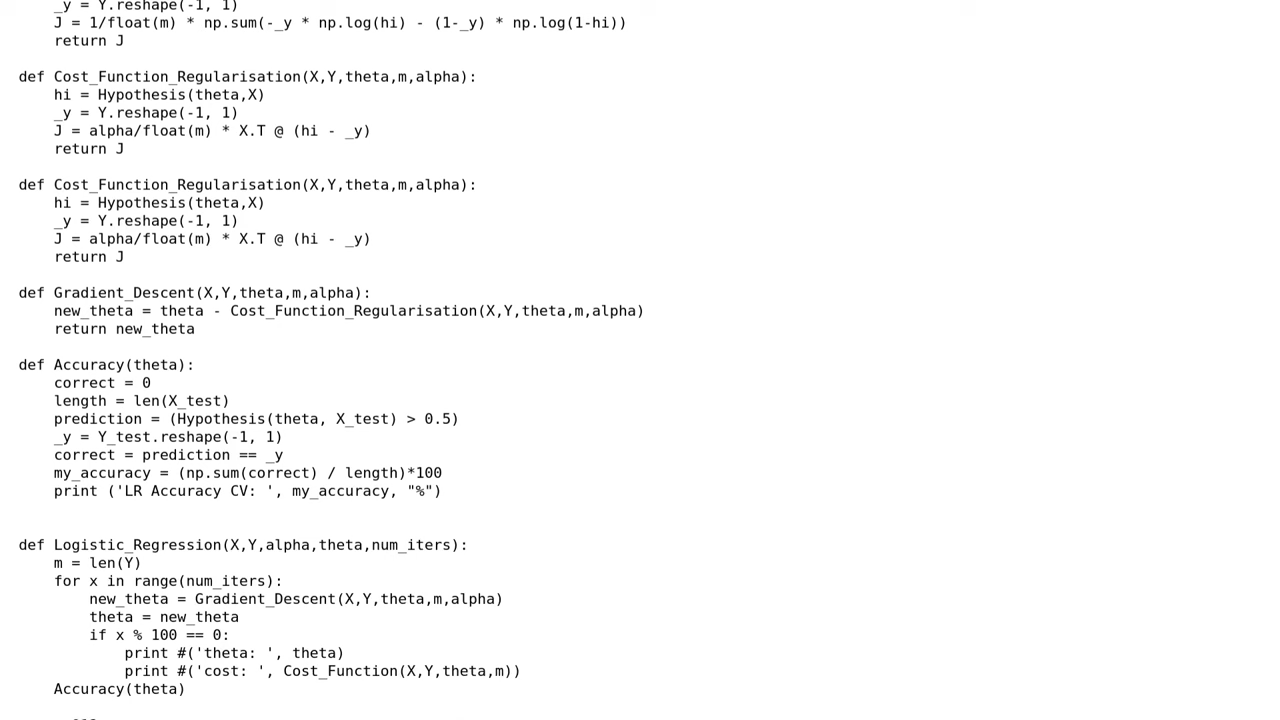 _y = Y.reshape(-1, 1)
    J = 1/float(m) * np.sum(-_y * np.log(hi) - (1-_y) * np.log(1-hi))
    return J

def Cost_Function_Regularisation(X,Y,theta,m,alpha):
    hi = Hypothesis(theta,X)
    _y = Y.reshape(-1, 1)
    J = alpha/float(m) * X.T @ (hi - _y)
    return J

def Cost_Function_Regularisation(X,Y,theta,m,alpha):
    hi = Hypothesis(theta,X)
    _y = Y.reshape(-1, 1)
    J = alpha/float(m) * X.T @ (hi - _y)
    return J

def Gradient_Descent(X,Y,theta,m,alpha):
    new_theta = theta - Cost_Function_Regularisation(X,Y,theta,m,alpha)
    return new_theta

def Accuracy(theta):
    correct = 0
    length = len(X_test)
    prediction = (Hypothesis(theta, X_test) > 0.5)
    _y = Y_test.reshape(-1, 1)
    correct = prediction == _y
    my_accuracy = (np.sum(correct) / length)*100
    print ('LR Accuracy CV: ', my_accuracy, "%")

def Logistic_Regression(X,Y,alpha,theta,num_iters):
    m = len(Y)
    for x in range(num_iters):
        new_theta = Gradient_Descent(X,Y,theta,m,alpha)
        theta = new_theta
        if x % 100 == 0:
            print #('theta: ', theta)
            print #('cost: ', Cost_Function(X,Y,theta,m))
    Accuracy(theta)